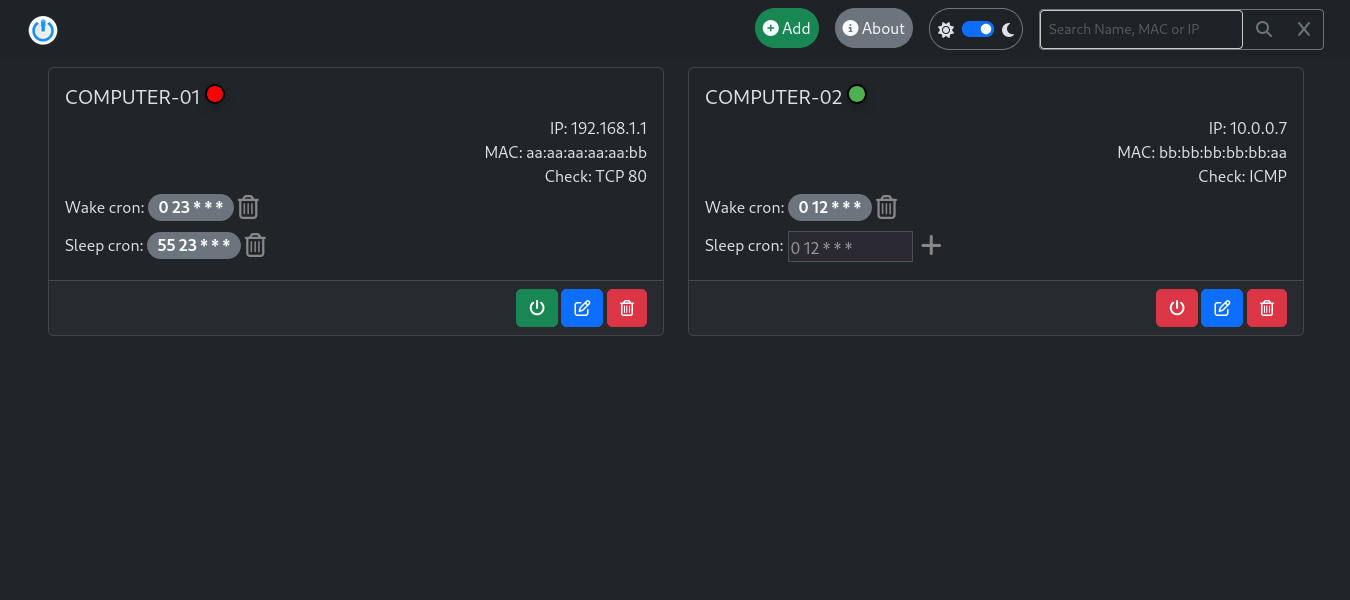 Add
About
Search Name, MAC or IP
COMPUTER-01
IP: 192.168.1.1
MAC: aa:aa:aa:aa:aa:bb
Check: TCP 80
Wake cron: 0 23 * * *
Sleep cron: 55 23 * * *
COMPUTER-02
IP: 10.0.0.7
MAC: bb:bb:bb:bb:bb:aa
Check: ICMP
Wake cron: 0 12 * * *
Sleep cron: 0 12 * * *